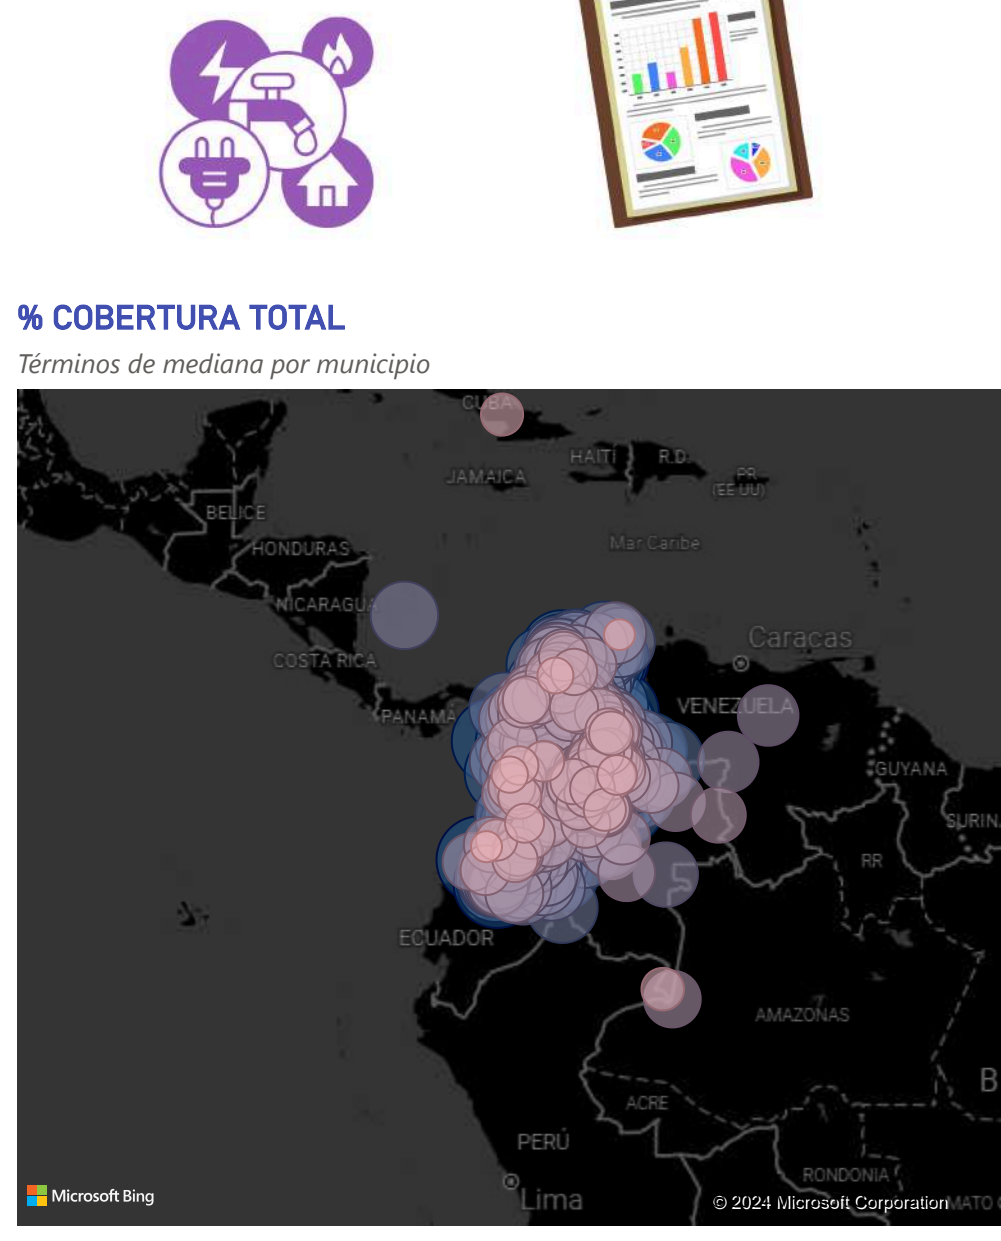 % COBERTURA TOTAL
Términos de mediana por municipio
CUBA
HAITÍ
R.D.
JAMAICA
PR
(EE UU)
BELICE
HONDURAS
Mar Caribe
NICARAGUA
Caracas
COSTA RICA
VENEZUELA
PANAMÁ
GUYANA
SURIN
RR
ECUADOR
AMAZONAS
B
ACRE
PERÚ
RONDONIA
Lima
Microsoft Bing
© 2024 Microsoft Corporation
MATO